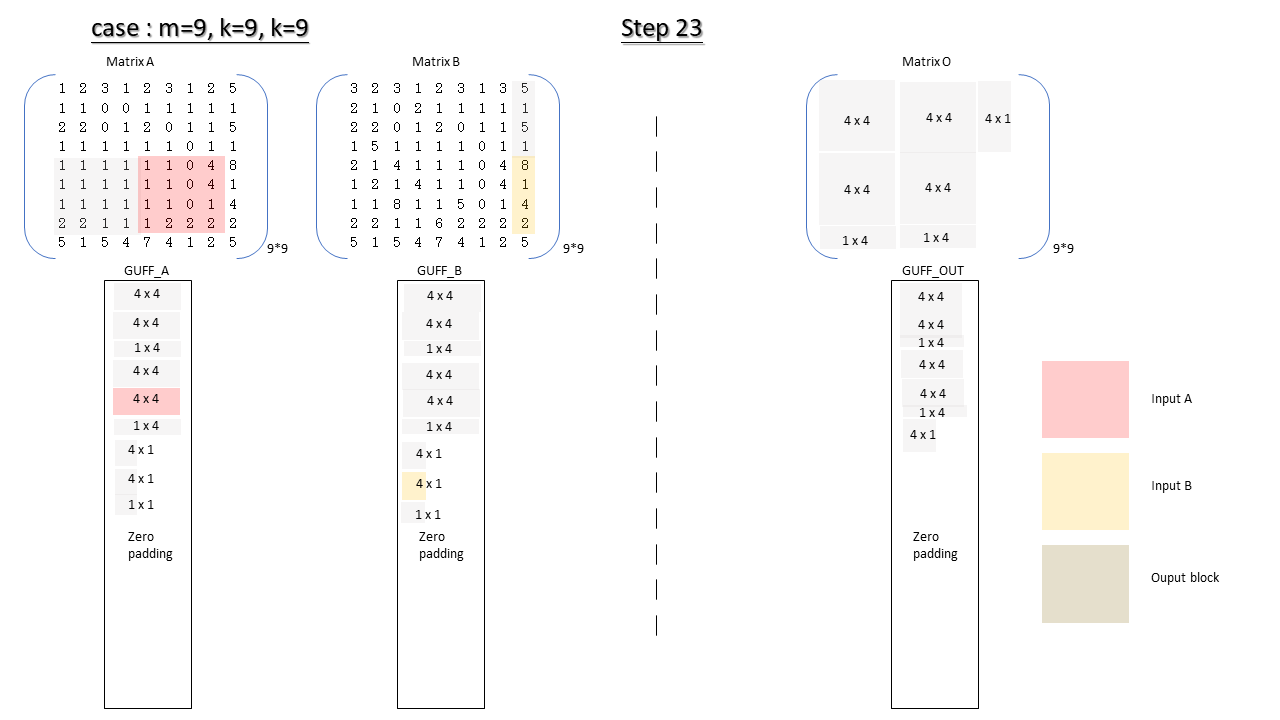 case : m=9, k=9, k=9
Step 23
Matrix A
1 2 3 1 2 3 1 2 5
1 1 0 0 1 1 1 1 1
2 2 0 1 2 0 1 1 5
1 1 1 1 1 1 0 1 1
1 1 1 1 1 1 0 4 8
1 1 1 1 1 1 0 4 1
1 1 1 1 1 1 0 1 4
2 2 1 1 1 2 2 2 2
5 1 5 4 7 4 1 2 5
9*9
Matrix B
3 2 3 1 2 3 1 3 5
2 1 0 2 1 1 1 1 1
2 2 0 1 2 0 1 1 5
1 5 1 1 1 1 0 1 1
2 1 4 1 1 1 0 4 8
1 2 1 4 1 1 0 4 1
1 1 8 1 1 5 0 1 4
2 2 1 1 6 2 2 2 2
5 1 5 4 7 4 1 2 5
9*9
Matrix O
4 x 4 4 x 4 4 x 1
4 x 4 4 x 4
1 x 4 1 x 4
9*9
GUFF_A
4 x 4
4 x 4
1 x 4
4 x 4
4 x 4
1 x 4
4 x 1
4 x 1
1 x 1
Zero
padding
GUFF_B
4 x 4
4 x 4
1 x 4
4 x 4
4 x 4
1 x 4
4 x 1
4 x 1
1 x 1
Zero
padding
GUFF_OUT
4 x 4
4 x 4
1 x 4
4 x 4
4 x 4
1 x 4
4 x 1
Zero
padding
Input A
Input B
Ouput block